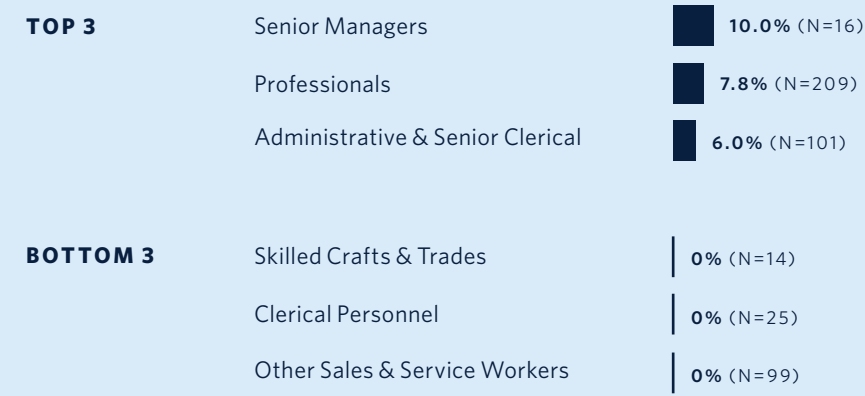 TOP 3 Senior Managers 10.0% (N=16)
Professionals 7.8% (N=209)
Administrative & Senior Clerical 6.0% (N=101)
BOTTOM 3 Skilled Crafts & Trades 0% (N=14)
Clerical Personnel 0% (N=25)
Other Sales & Service Workers 0% (N=99)